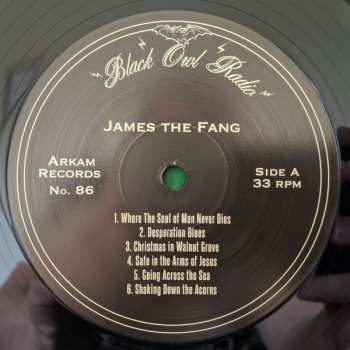 Black Owl Radio
JAMES THE FANG
ARKAM
RECORDS
NO. 86
SIDE A
33 RPM
1. Where The Soul of Man Never Dies
2. Desperation Blues
3. Christmas in Walnut Grove
4. Safe in the Arms of Jesus
5. Going Across the Sea
6. Shaking Down the Acorns